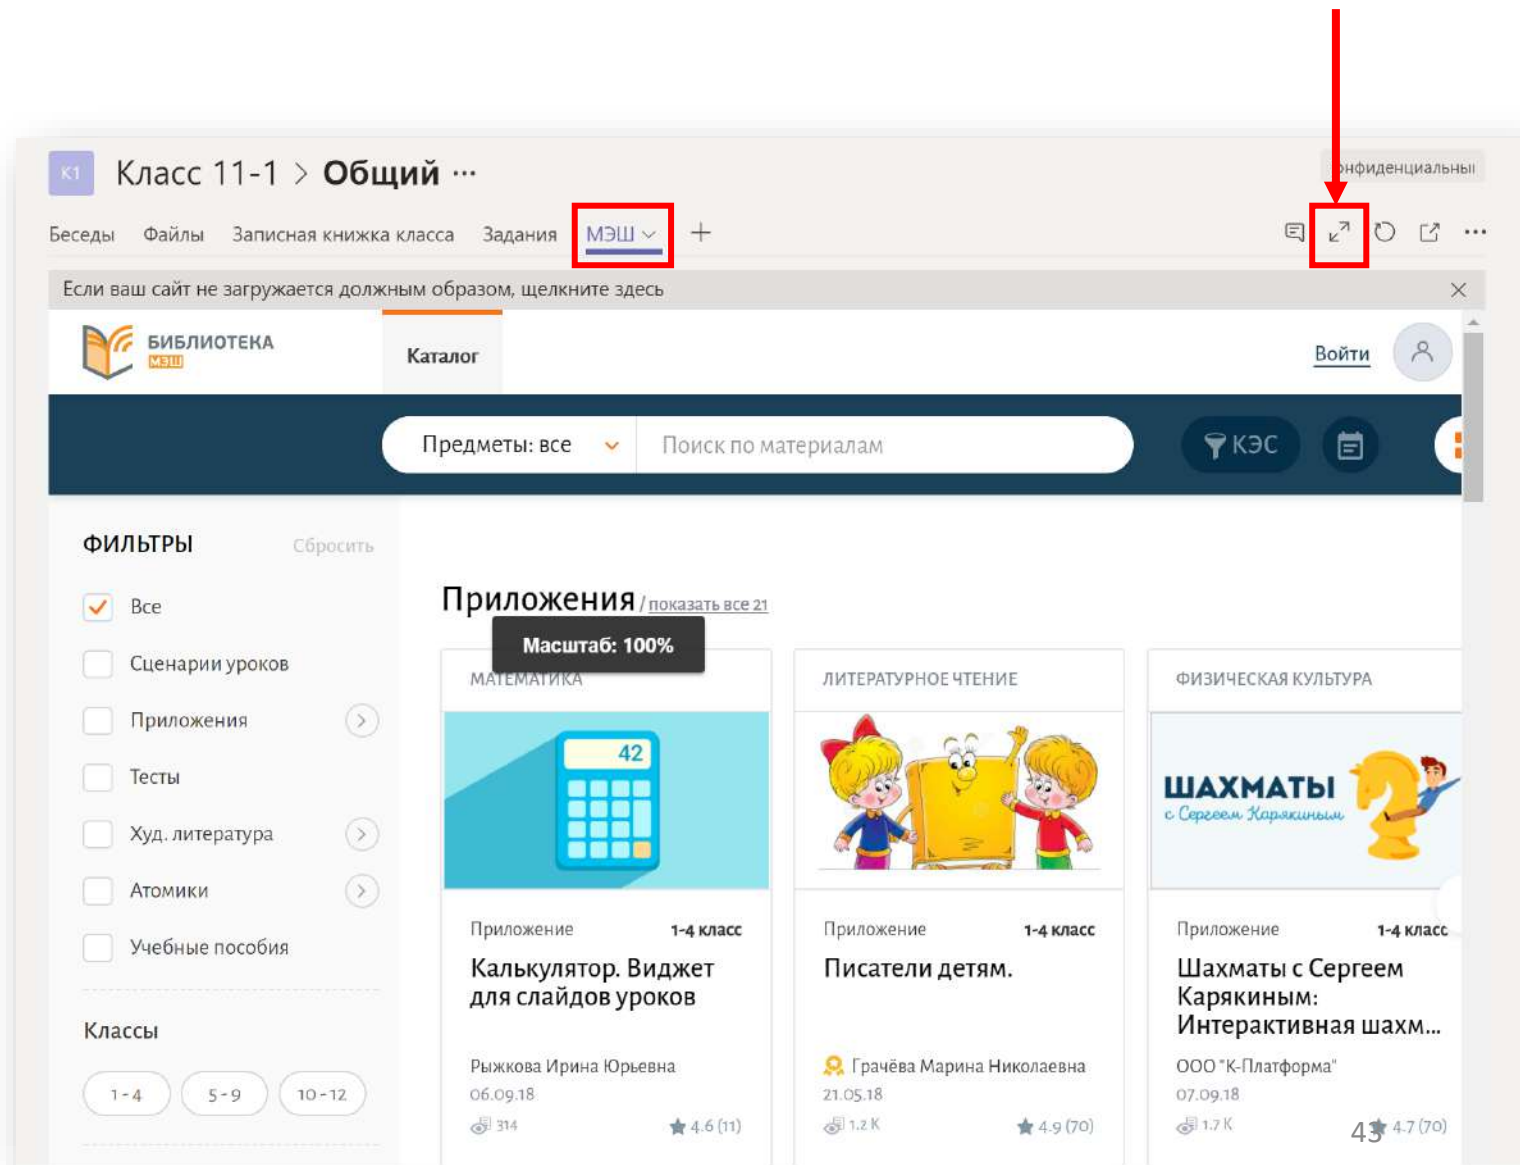 К1 Класс 11-1 > Общий ...
Беседы Файлы Записная книжка класса Задания МЭШ +
Если ваш сайт не загружается должным образом, щелкните здесь
БИБЛИОТЕКА
МЭШ
Каталог
Войти
Предметы: все Поиск по материалам
КЭС
ФИЛЬТРЫ Сбросить
Все
Сценарии уроков
Приложения
Тесты
Худ. литература
Атомики
Учебные пособия
Классы
1 - 4 5 - 9 10 - 12
Приложения / показать все 21
Масштаб: 100%
МАТЕМАТИКА
42
Приложение 1-4 класс
Калькулятор. Виджет
для слайдов уроков
Рыжкова Ирина Юрьевна
06.09.18
314 4.6 (11)
ЛИТЕРАТУРНОЕ ЧТЕНИЕ
Приложение 1-4 класс
Писатели детям.
Грачёва Марина Николаевна
21.05.18
1.2 K 4.9 (70)
ФИЗИЧЕСКАЯ КУЛЬТУРА
ШАХМАТЫ
с Сергеем Карякиным
Приложение 1-4 класс
Шахматы с Сергеем
Карякиным:
Интерактивная шахм...
ООО "К-Платформа"
07.09.18
1.7 K 4.7 (70)
43